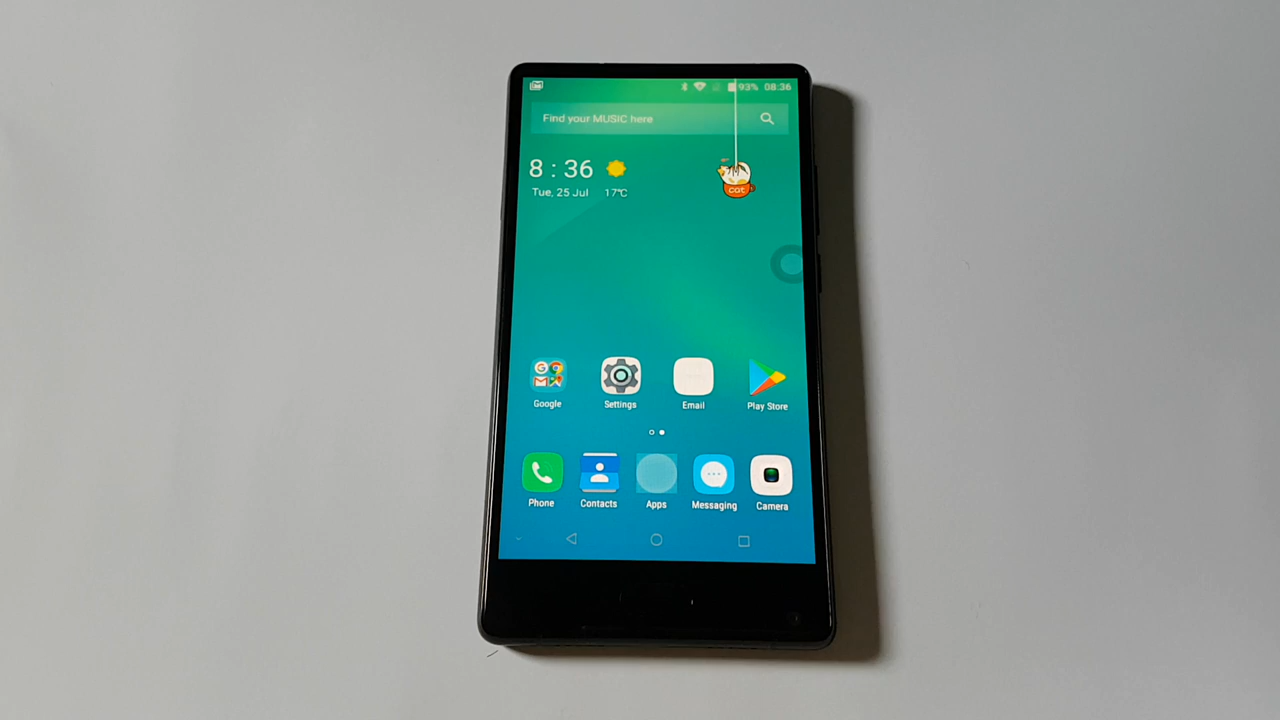 93% 08:36
Find your MUSIC here
8 : 36
Tue, 25 Jul 17℃
cat
Google Settings Email Play Store
Phone Contacts Apps Messaging Camera